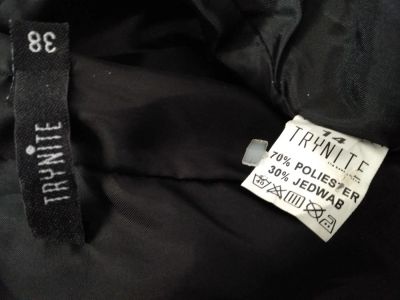 38
TRYNITE
14
TRYNITE
70% POLIESTER
30% JEDWAB